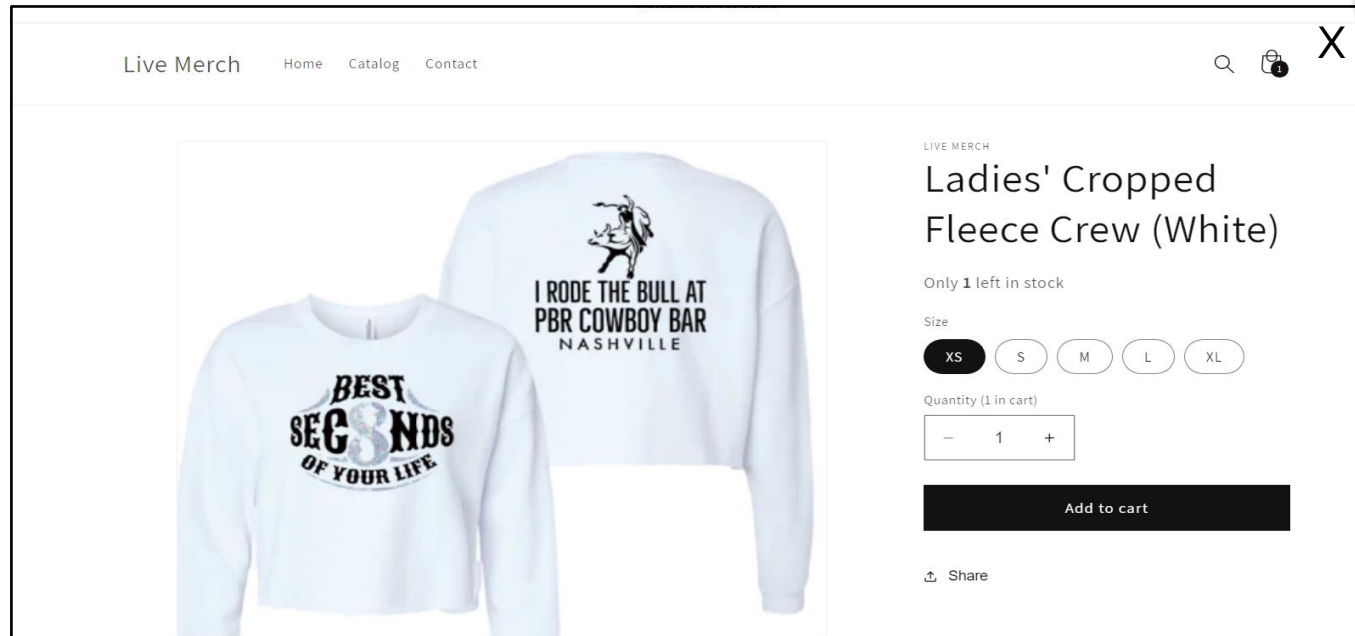 X
Live Merch
Home
Catalog
Contact
1
LIVE MERCH
Ladies' Cropped
Fleece Crew (White)
Only 1 left in stock
Size
XS
S
M
L
XL
Quantity (1 in cart)
− 1 +
Add to cart
Share
I RODE THE BULL AT
PBR COWBOY BAR
NASHVILLE
BEST
SEC8NDS
OF YOUR LIFE